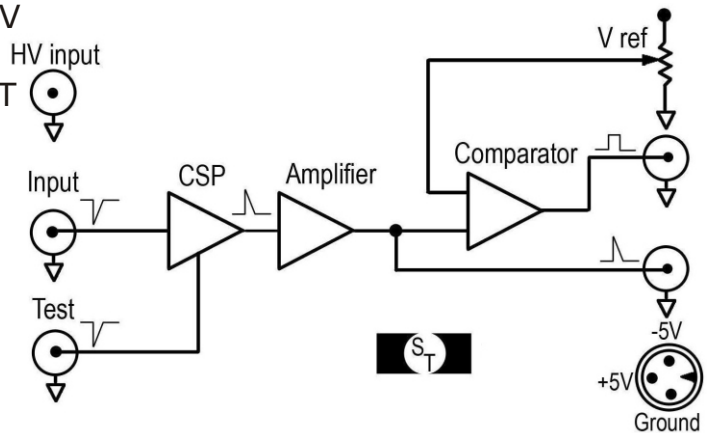 V
HV input
T
V ref
Input
CSP
Amplifier
Comparator
Test
S
T
-5V
+5V
Ground